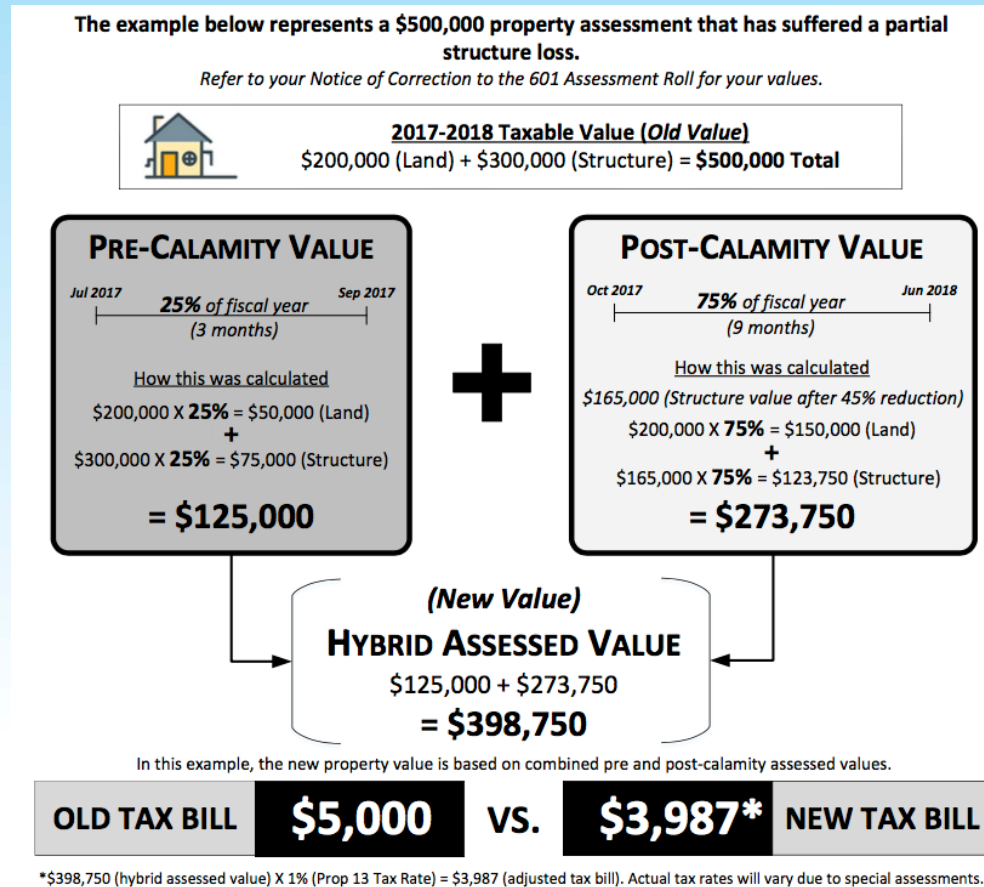 The example below represents a $500,000 property assessment that has suffered a partial
structure loss.
Refer to your Notice of Correction to the 601 Assessment Roll for your values.
2017-2018 Taxable Value (Old Value)
$200,000 (Land) + $300,000 (Structure) = $500,000 Total
PRE-CALAMITY VALUE
Jul 2017
Sep 2017
25% of fiscal year
(3 months)
How this was calculated
$200,000 X 25% = $50,000 (Land)
+
$300,000 X 25% = $75,000 (Structure)
= $125,000
+
POST-CALAMITY VALUE
Oct 2017
Jun 2018
75% of fiscal year
(9 months)
How this was calculated
$165,000 (Structure value after 45% reduction)
$200,000 X 75% = $150,000 (Land)
+
$165,000 X 75% = $123,750 (Structure)
= $273,750
(New Value)
HYBRID ASSESSED VALUE
$125,000 + $273,750
= $398,750
In this example, the new property value is based on combined pre and post-calamity assessed values.
OLD TAX BILL $5,000 VS. $3,987* NEW TAX BILL
*$398,750 (hybrid assessed value) X 1% (Prop 13 Tax Rate) = $3,987 (adjusted tax bill). Actual tax rates will vary due to special assessments.